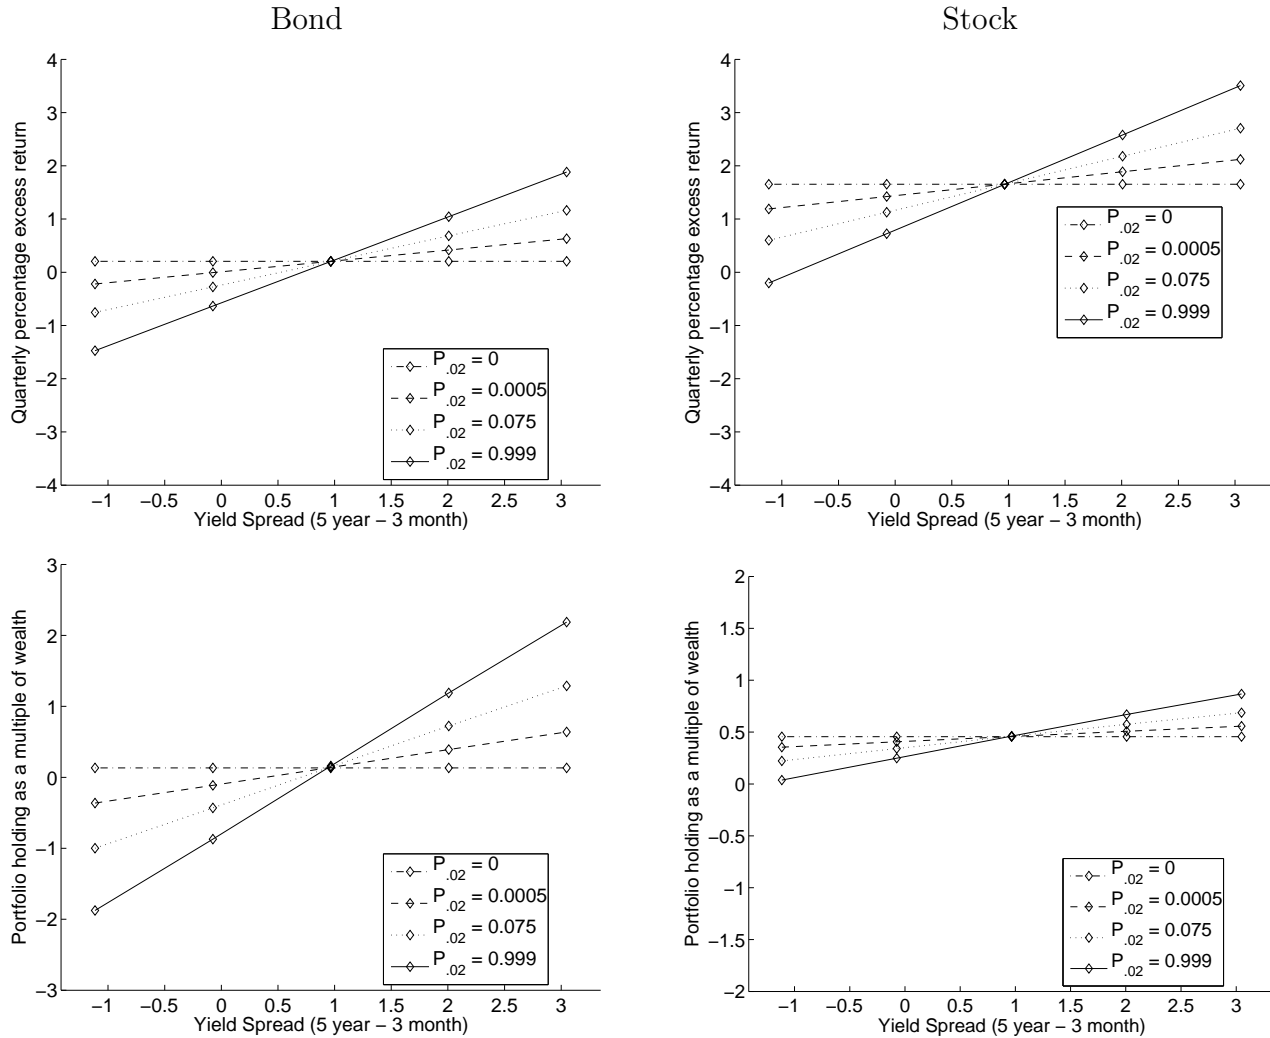 Bond
4
3
2
1
0
−1
−2
−3
−4
Quarterly percentage excess return
P.02 = 0
P.02 = 0.0005
P.02 = 0.075
P.02 = 0.999
−1 −0.5 0 0.5 1 1.5 2 2.5 3
Yield Spread (5 year − 3 month)
Stock
4
3
2
1
0
−1
−2
−3
−4
Quarterly percentage excess return
P.02 = 0
P.02 = 0.0005
P.02 = 0.075
P.02 = 0.999
−1 −0.5 0 0.5 1 1.5 2 2.5 3
Yield Spread (5 year − 3 month)
3
2
1
0
−1
−2
−3
Portfolio holding as a multiple of wealth
P.02 = 0
P.02 = 0.0005
P.02 = 0.075
P.02 = 0.999
−1 −0.5 0 0.5 1 1.5 2 2.5 3
Yield Spread (5 year − 3 month)
2
1.5
1
0.5
0
−0.5
−1
−1.5
−2
Portfolio holding as a multiple of wealth
P.02 = 0
P.02 = 0.0005
P.02 = 0.075
P.02 = 0.999
−1 −0.5 0 0.5 1 1.5 2 2.5 3
Yield Spread (5 year − 3 month)